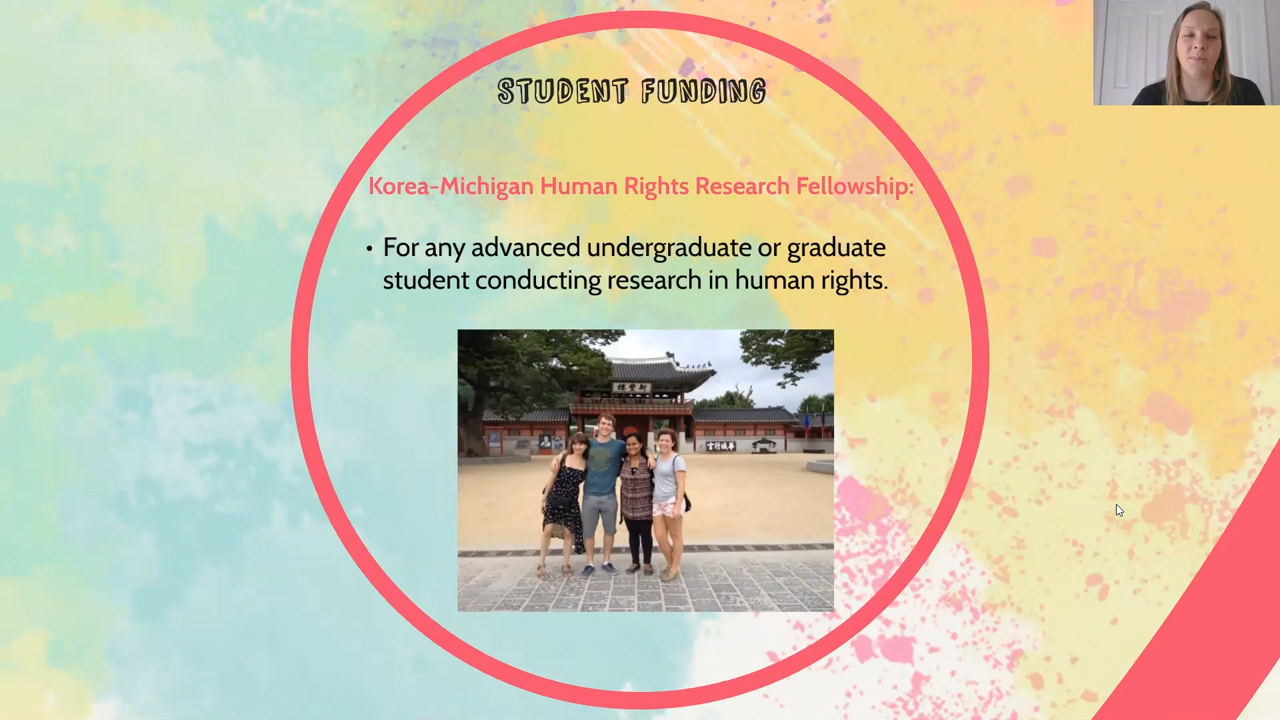 STUDENT FUNDING
Korea-Michigan Human Rights Research Fellowship:
• For any advanced undergraduate or graduate
student conducting research in human rights.